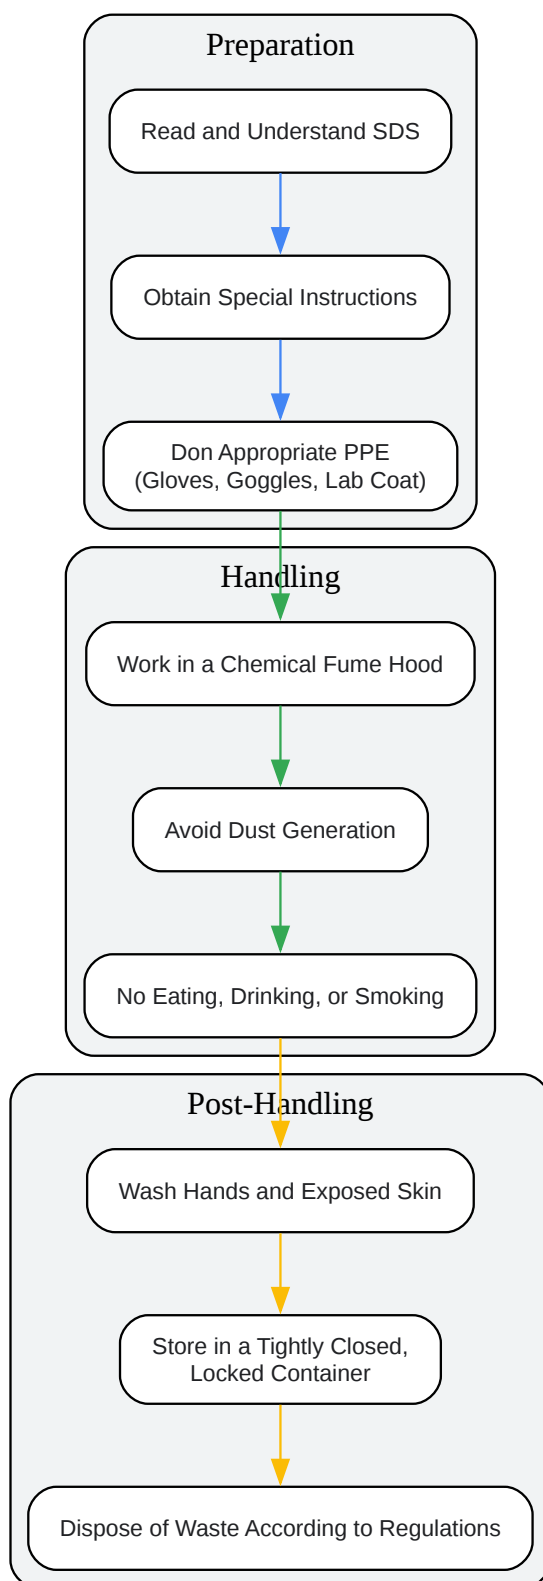 Preparation
Read and Understand SDS
Obtain Special Instructions
Don Appropriate PPE
(Gloves, Goggles, Lab Coat)
Handling
Work in a Chemical Fume Hood
Avoid Dust Generation
No Eating, Drinking, or Smoking
Post-Handling
Wash Hands and Exposed Skin
Store in a Tightly Closed,
Locked Container
Dispose of Waste According to Regulations